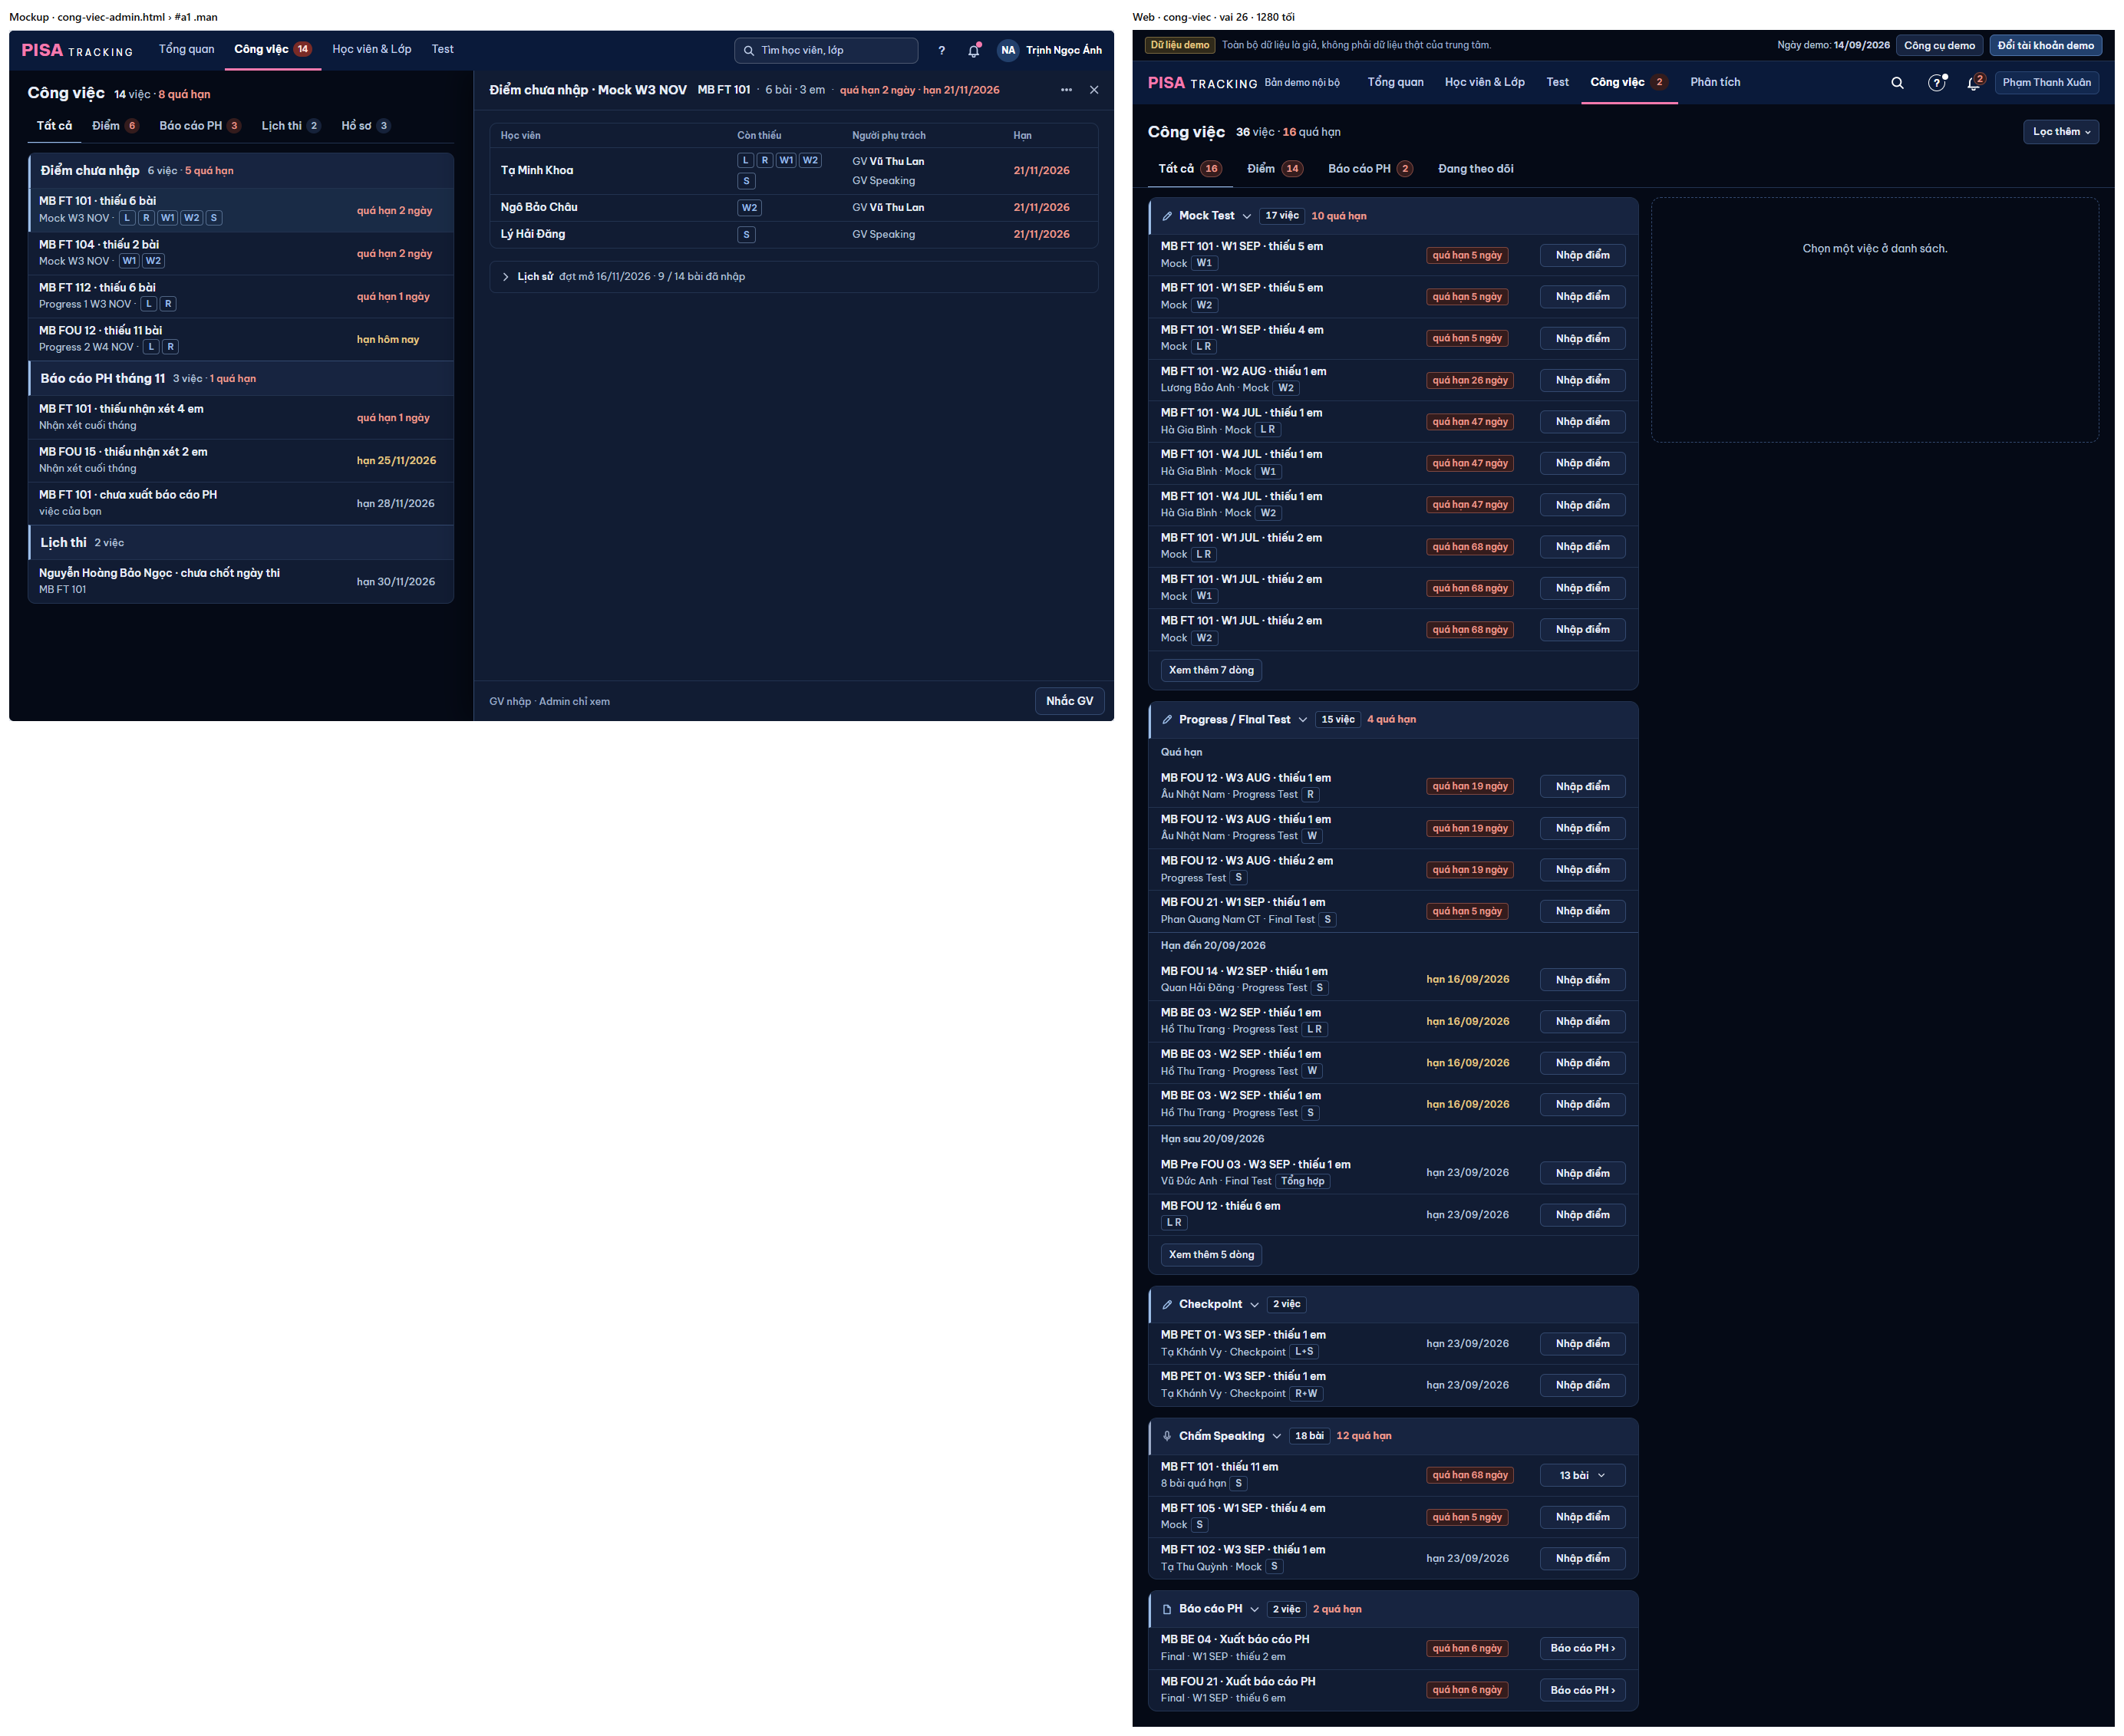 Mockup · cong-viec-admin.html › #a1 .man
PISA TRACKING Tổng quan Công việc 14 Học viên & Lớp Test Tìm học viên, lớp ? NA Trịnh Ngọc Ánh
Công việc 14 việc · 8 quá hạn
Tất cả Điểm 6 Báo cáo PH 3 Lịch thi 2 Hồ sơ 3
Điểm chưa nhập 6 việc · 5 quá hạn
MB FT 101 · thiếu 6 bài
Mock W3 NOV · L R W1 W2 S
quá hạn 2 ngày
MB FT 104 · thiếu 2 bài
Mock W3 NOV · W1 W2
quá hạn 2 ngày
MB FT 112 · thiếu 6 bài
Progress 1 W3 NOV · L R
quá hạn 1 ngày
MB FOU 12 · thiếu 11 bài
Progress 2 W4 NOV · L R
hạn hôm nay
Báo cáo PH tháng 11 3 việc · 1 quá hạn
MB FT 101 · thiếu nhận xét 4 em
Nhận xét cuối tháng
quá hạn 1 ngày
MB FOU 15 · thiếu nhận xét 2 em
Nhận xét cuối tháng
hạn 25/11/2026
MB FT 101 · chưa xuất báo cáo PH
việc của bạn
hạn 28/11/2026
Lịch thi 2 việc
Nguyễn Hoàng Bảo Ngọc · chưa chốt ngày thi
MB FT 101
hạn 30/11/2026
Điểm chưa nhập · Mock W3 NOV MB FT 101 · 6 bài · 3 em · quá hạn 2 ngày · hạn 21/11/2026
Học viên Còn thiếu Người phụ trách Hạn
Tạ Minh Khoa L R W1 W2 S GV Vũ Thu Lan 21/11/2026
GV Speaking
Ngô Bảo Châu W2 GV Vũ Thu Lan 21/11/2026
Lý Hải Đăng S GV Speaking 21/11/2026
Lịch sử đợt mở 16/11/2026 · 9 / 14 bài đã nhập
GV nhập · Admin chỉ xem Nhắc GV
Web · cong-viec · vai 26 · 1280 tối
Dữ liệu demo Toàn bộ dữ liệu là giả, không phải dữ liệu thật của trung tâm. Ngày demo: 14/09/2026 Công cụ demo Đổi tài khoản demo
PISA TRACKING Bản demo nội bộ Tổng quan Học viên & Lớp Test Công việc 2 Phân tích ? 2 Phạm Thanh Xuân
Công việc 36 việc · 16 quá hạn Lọc thêm
Tất cả 16 Điểm 14 Báo cáo PH 2 Đang theo dõi
Mock Test 17 việc 10 quá hạn
MB FT 101 · W1 SEP · thiếu 5 em
Mock W1
quá hạn 5 ngày Nhập điểm
MB FT 101 · W1 SEP · thiếu 5 em
Mock W2
quá hạn 5 ngày Nhập điểm
MB FT 101 · W1 SEP · thiếu 4 em
Mock L R
quá hạn 5 ngày Nhập điểm
MB FT 101 · W2 AUG · thiếu 1 em
Lương Bảo Anh · Mock W2
quá hạn 26 ngày Nhập điểm
MB FT 101 · W4 JUL · thiếu 1 em
Hà Gia Bình · Mock L R
quá hạn 47 ngày Nhập điểm
MB FT 101 · W4 JUL · thiếu 1 em
Hà Gia Bình · Mock W1
quá hạn 47 ngày Nhập điểm
MB FT 101 · W4 JUL · thiếu 1 em
Hà Gia Bình · Mock W2
quá hạn 47 ngày Nhập điểm
MB FT 101 · W1 JUL · thiếu 2 em
Mock L R
quá hạn 68 ngày Nhập điểm
MB FT 101 · W1 JUL · thiếu 2 em
Mock W1
quá hạn 68 ngày Nhập điểm
MB FT 101 · W1 JUL · thiếu 2 em
Mock W2
quá hạn 68 ngày Nhập điểm
Xem thêm 7 dòng
Chọn một việc ở danh sách.
Progress / Final Test 15 việc 4 quá hạn
Quá hạn
MB FOU 12 · W3 AUG · thiếu 1 em
Âu Nhật Nam · Progress Test R
quá hạn 19 ngày Nhập điểm
MB FOU 12 · W3 AUG · thiếu 1 em
Âu Nhật Nam · Progress Test W
quá hạn 19 ngày Nhập điểm
MB FOU 12 · W3 AUG · thiếu 2 em
Progress Test S
quá hạn 19 ngày Nhập điểm
MB FOU 21 · W1 SEP · thiếu 1 em
Phan Quang Nam CT · Final Test S
quá hạn 5 ngày Nhập điểm
Hạn đến 20/09/2026
MB FOU 14 · W2 SEP · thiếu 1 em
Quan Hải Đăng · Progress Test S
hạn 16/09/2026 Nhập điểm
MB BE 03 · W2 SEP · thiếu 1 em
Hồ Thu Trang · Progress Test L R
hạn 16/09/2026 Nhập điểm
MB BE 03 · W2 SEP · thiếu 1 em
Hồ Thu Trang · Progress Test W
hạn 16/09/2026 Nhập điểm
MB BE 03 · W2 SEP · thiếu 1 em
Hồ Thu Trang · Progress Test S
hạn 16/09/2026 Nhập điểm
Hạn sau 20/09/2026
MB Pre FOU 03 · W3 SEP · thiếu 1 em
Vũ Đức Anh · Final Test Tổng hợp
hạn 23/09/2026 Nhập điểm
MB FOU 12 · thiếu 6 em
L R
hạn 23/09/2026 Nhập điểm
Xem thêm 5 dòng
Checkpoint 2 việc
MB PET 01 · W3 SEP · thiếu 1 em
Tạ Khánh Vy · Checkpoint L+S
hạn 23/09/2026 Nhập điểm
MB PET 01 · W3 SEP · thiếu 1 em
Tạ Khánh Vy · Checkpoint R+W
hạn 23/09/2026 Nhập điểm
Chấm Speaking 18 bài 12 quá hạn
MB FT 101 · thiếu 11 em
8 bài quá hạn S
quá hạn 68 ngày 13 bài
MB FT 105 · W1 SEP · thiếu 4 em
Mock S
quá hạn 5 ngày Nhập điểm
MB FT 102 · W3 SEP · thiếu 1 em
Tạ Thu Quỳnh · Mock S
hạn 23/09/2026 Nhập điểm
Báo cáo PH 2 việc 2 quá hạn
MB BE 04 · Xuất báo cáo PH
Final · W1 SEP · thiếu 2 em
quá hạn 6 ngày Báo cáo PH ›
MB FOU 21 · Xuất báo cáo PH
Final · W1 SEP · thiếu 6 em
quá hạn 6 ngày Báo cáo PH ›